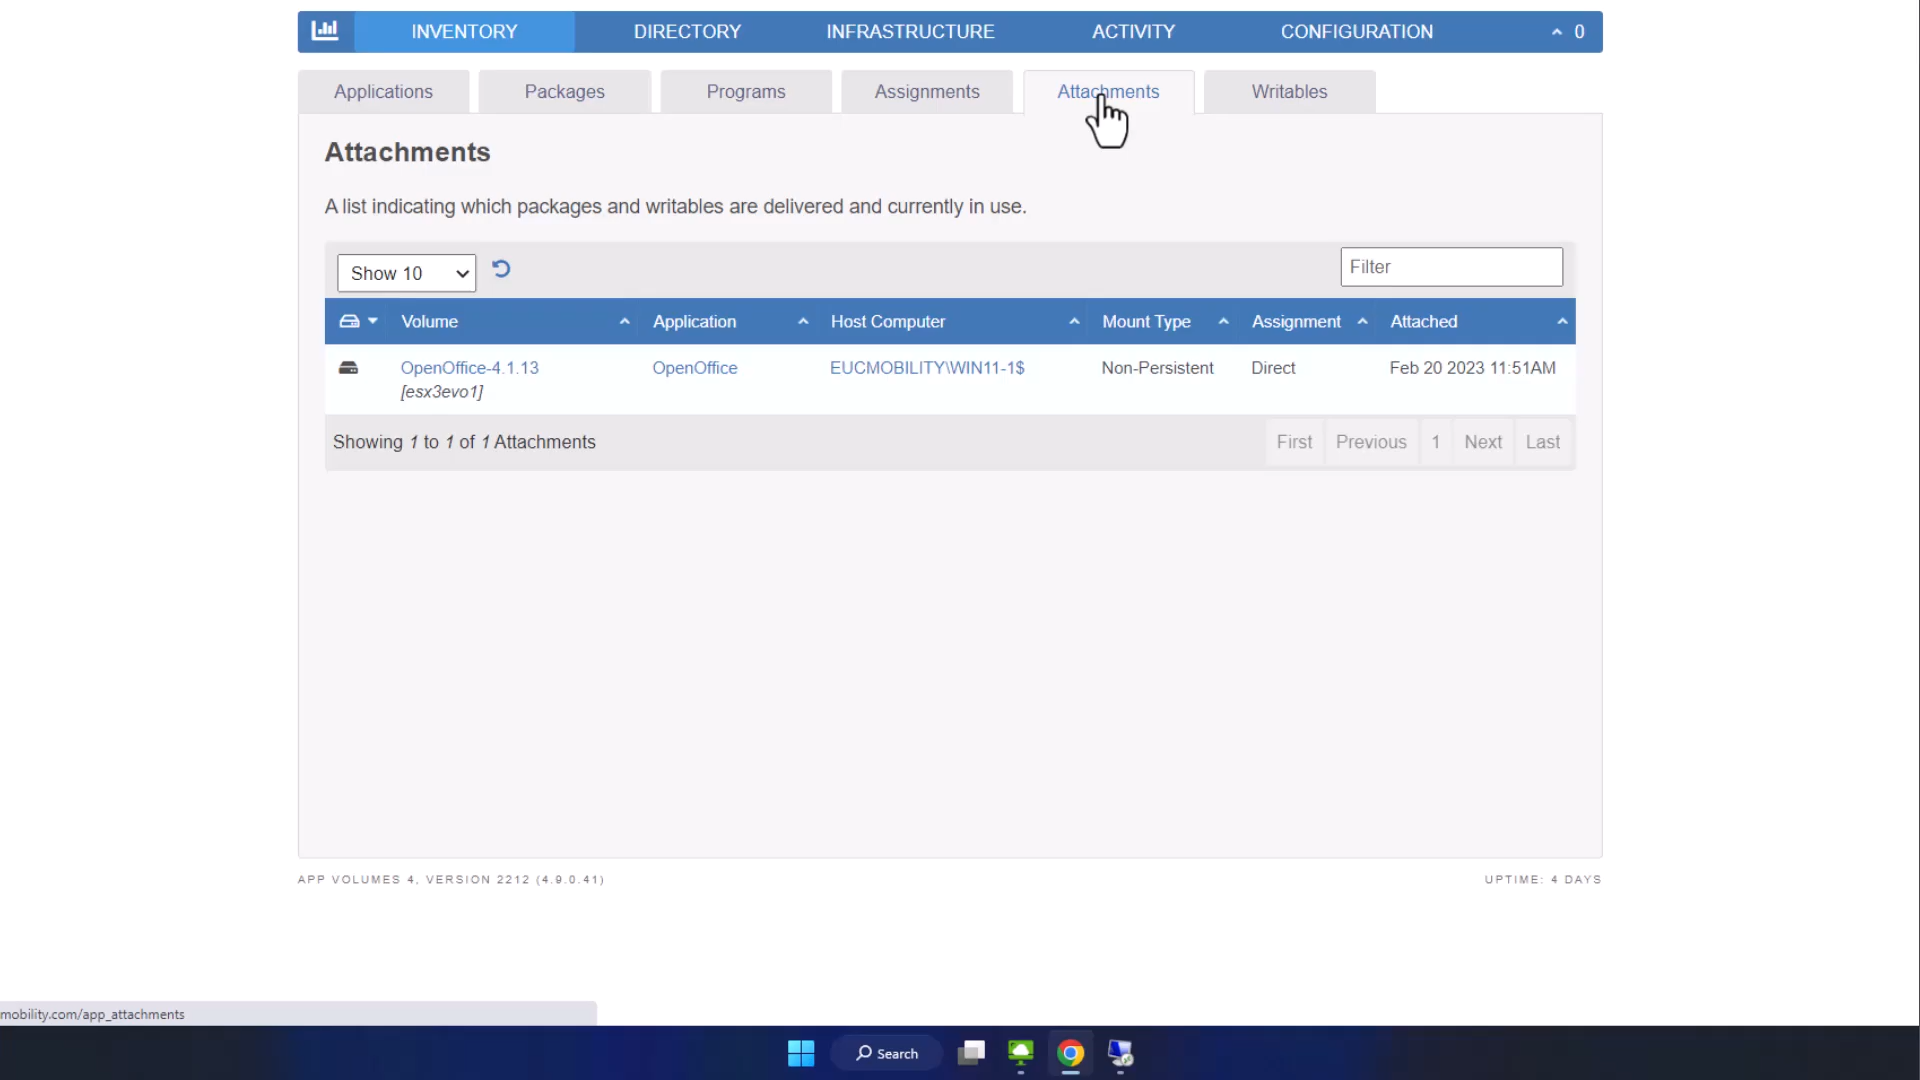 INVENTORY DIRECTORY INFRASTRUCTURE ACTIVITY CONFIGURATION 0
Applications Packages Programs Assignments Attachments Writables
Attachments
A list indicating which packages and writables are delivered and currently in use.
Show 10 Filter
Volume Application Host Computer Mount Type Assignment Attached
OpenOffice-4.1.13 OpenOffice EUCMOBILITY\WIN11-1$ Non-Persistent Direct Feb 20 2023 11:51AM
[esx3evo1]
Showing 1 to 1 of 1 Attachments First Previous 1 Next Last
APP VOLUMES 4, VERSION 2212 (4.9.0.41) UPTIME: 4 DAYS
mobility.com/app_attachments
Search